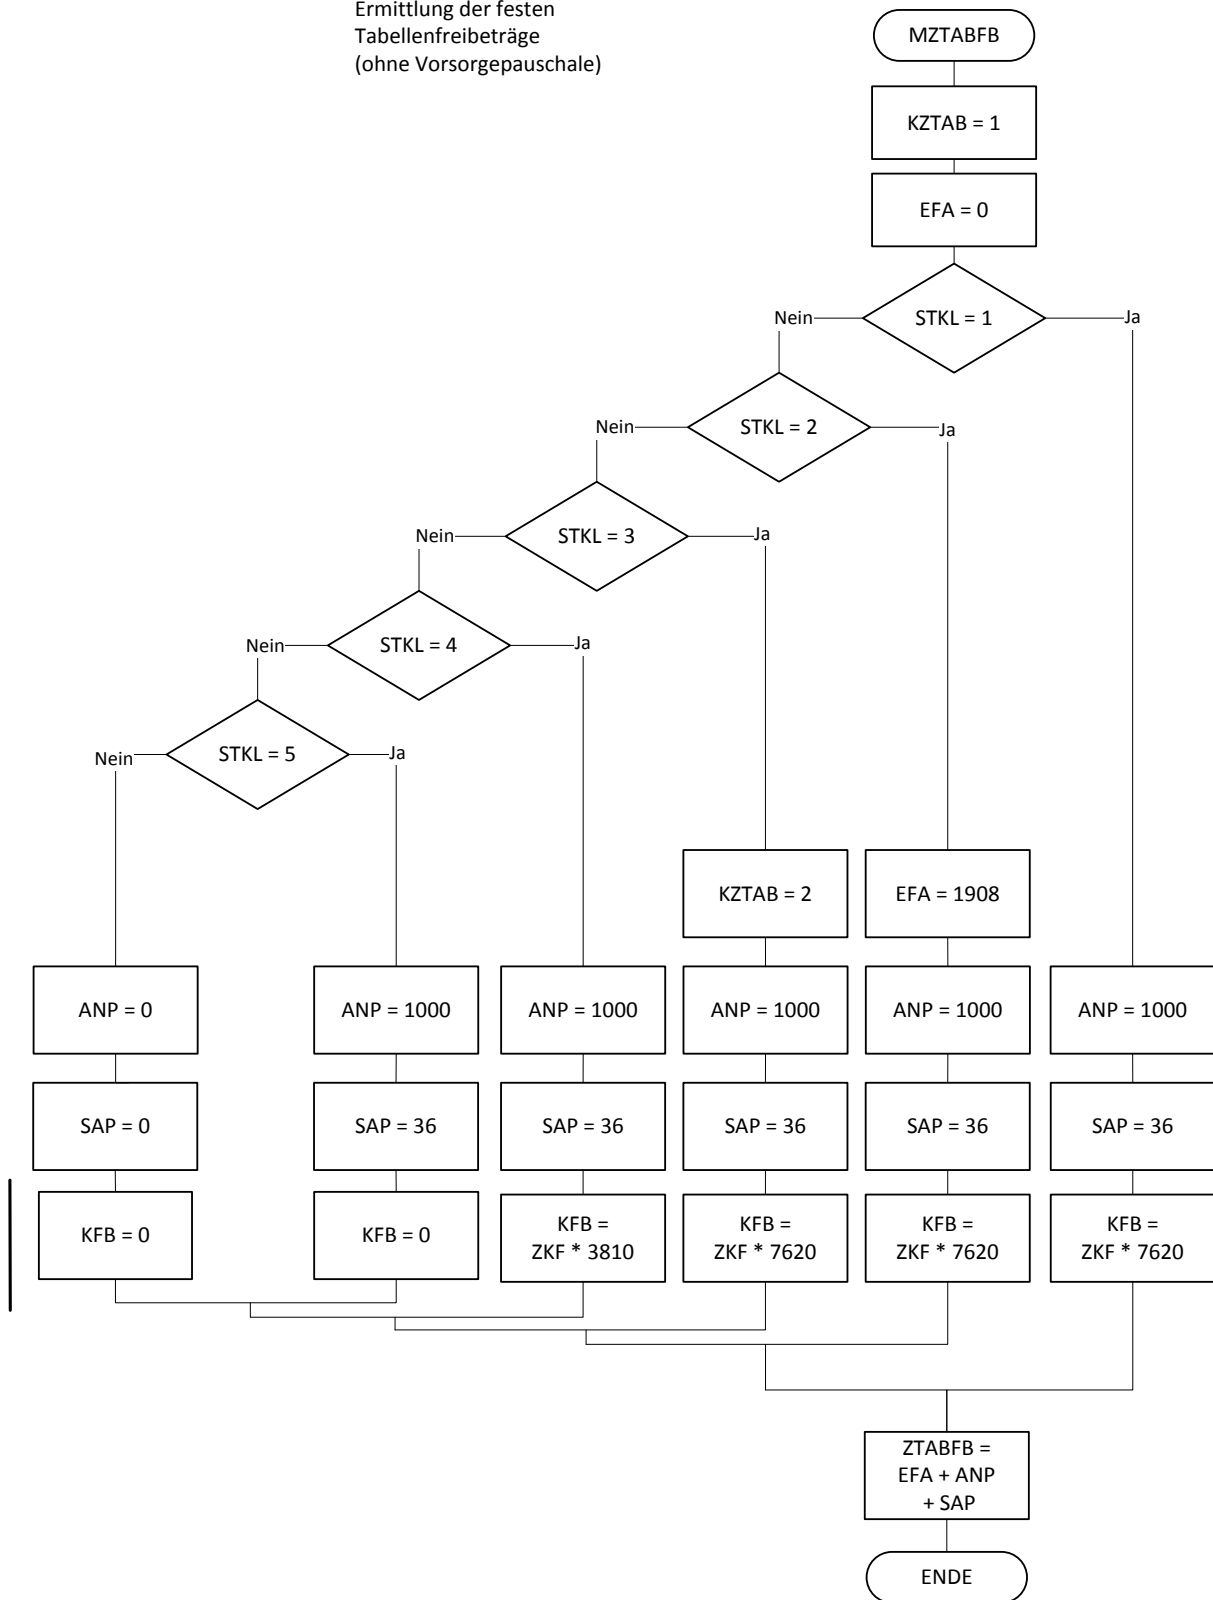 Ermittlung der festen
Tabellenfreibeträge
(ohne Vorsorgepauschale)
MZTABFB
KZTAB = 1
EFA = 0
STKL = 1
Nein
Ja
STKL = 2
Nein
Ja
STKL = 3
Nein
Ja
STKL = 4
Nein
Ja
STKL = 5
Nein
Ja
KZTAB = 2
EFA = 1908
ANP = 0
ANP = 1000
ANP = 1000
ANP = 1000
ANP = 1000
ANP = 1000
SAP = 0
SAP = 36
SAP = 36
SAP = 36
SAP = 36
SAP = 36
KFB = 0
KFB = 0
KFB =
ZKF * 3810
KFB =
ZKF * 7620
KFB =
ZKF * 7620
KFB =
ZKF * 7620
ZTABFB =
EFA + ANP
+ SAP
ENDE